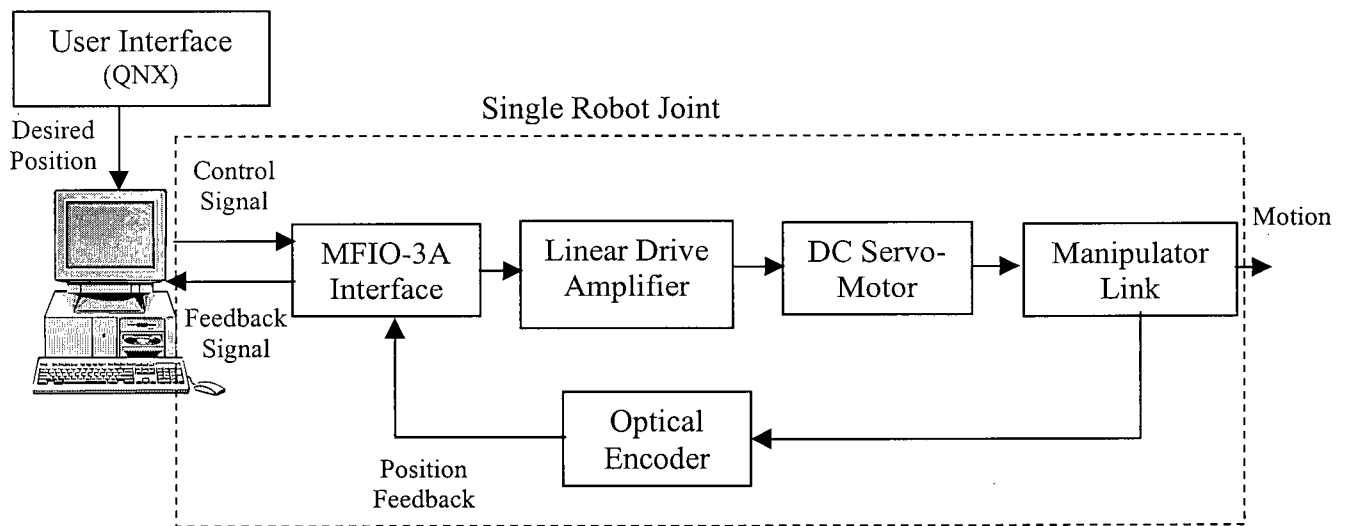 User Interface
(QNX)
Desired
Position
Single Robot Joint
Control
Signal
Feedback
Signal
MFIO-3A
Interface
Linear Drive
Amplifier
DC Servo-
Motor
Manipulator
Link
Motion
Optical
Encoder
Position
Feedback